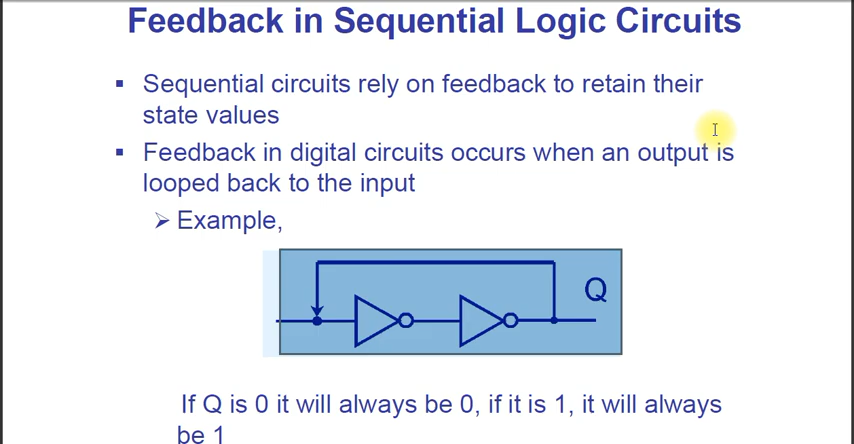 Feedback in Sequential Logic Circuits
Sequential circuits rely on feedback to retain their
state values
Feedback in digital circuits occurs when an output is
looped back to the input
Example,
Q
If Q is 0 it will always be 0, if it is 1, it will always
be 1